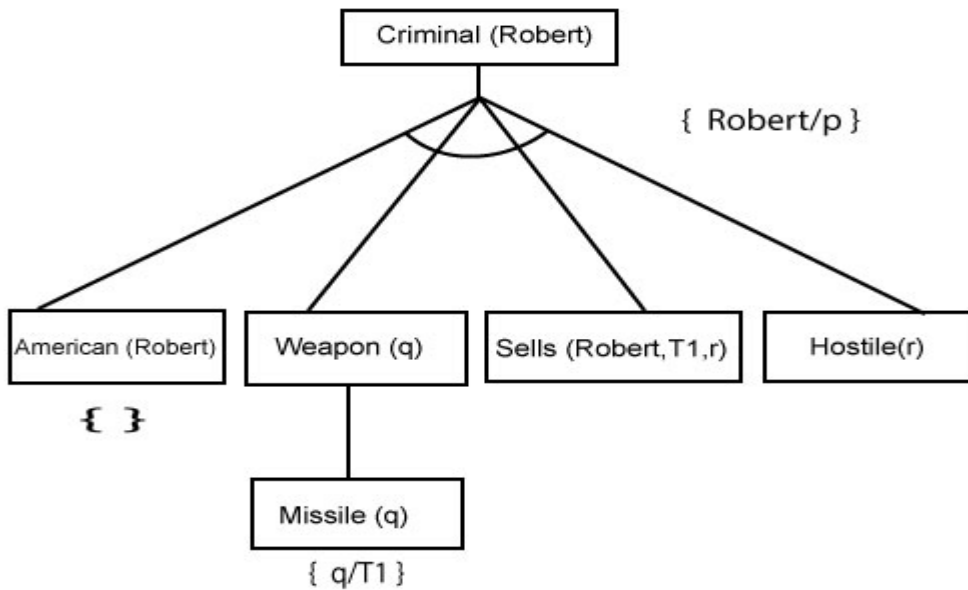 Criminal (Robert)
{ Robert/p }
American (Robert)
Weapon (q)
Sells (Robert,T1,r)
Hostile(r)
{ }
Missile (q)
{ q/T1 }